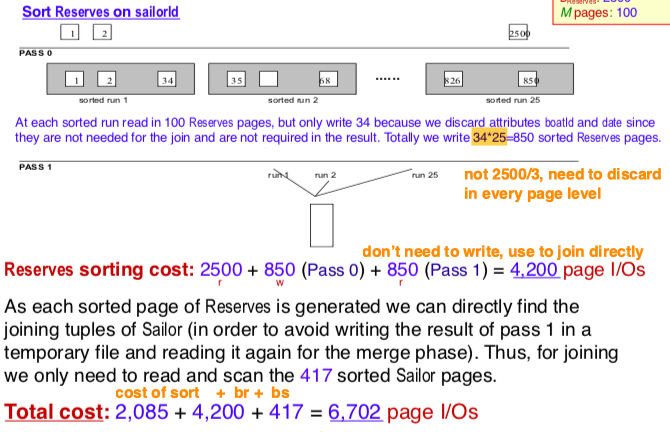 Sort Reserves on sailorId
M pages: 100
1 2 2500
PASS 0
1 2 34 35 68 ...... 826 850
sorted run 1 sorted run 2 sorted run 25
At each sorted run read in 100 Reserves pages, but only write 34 because we discard attributes boatId and date since
they are not needed for the join and are not required in the result. Totally we write 34*25=850 sorted Reserves pages.
PASS 1
run 1 run 2 run 25
not 2500/3, need to discard
in every page level
don't need to write, use to join directly
Reserves sorting cost: 2500 + 850 (Pass 0) + 850 (Pass 1) = 4,200 page I/Os
r w r
As each sorted page of Reserves is generated we can directly find the
joining tuples of Sailor (in order to avoid writing the result of pass 1 in a
temporary file and reading it again for the merge phase). Thus, for joining
we only need to read and scan the 417 sorted Sailor pages.
cost of sort + br + bs
Total cost: 2,085 + 4,200 + 417 = 6,702 page I/Os